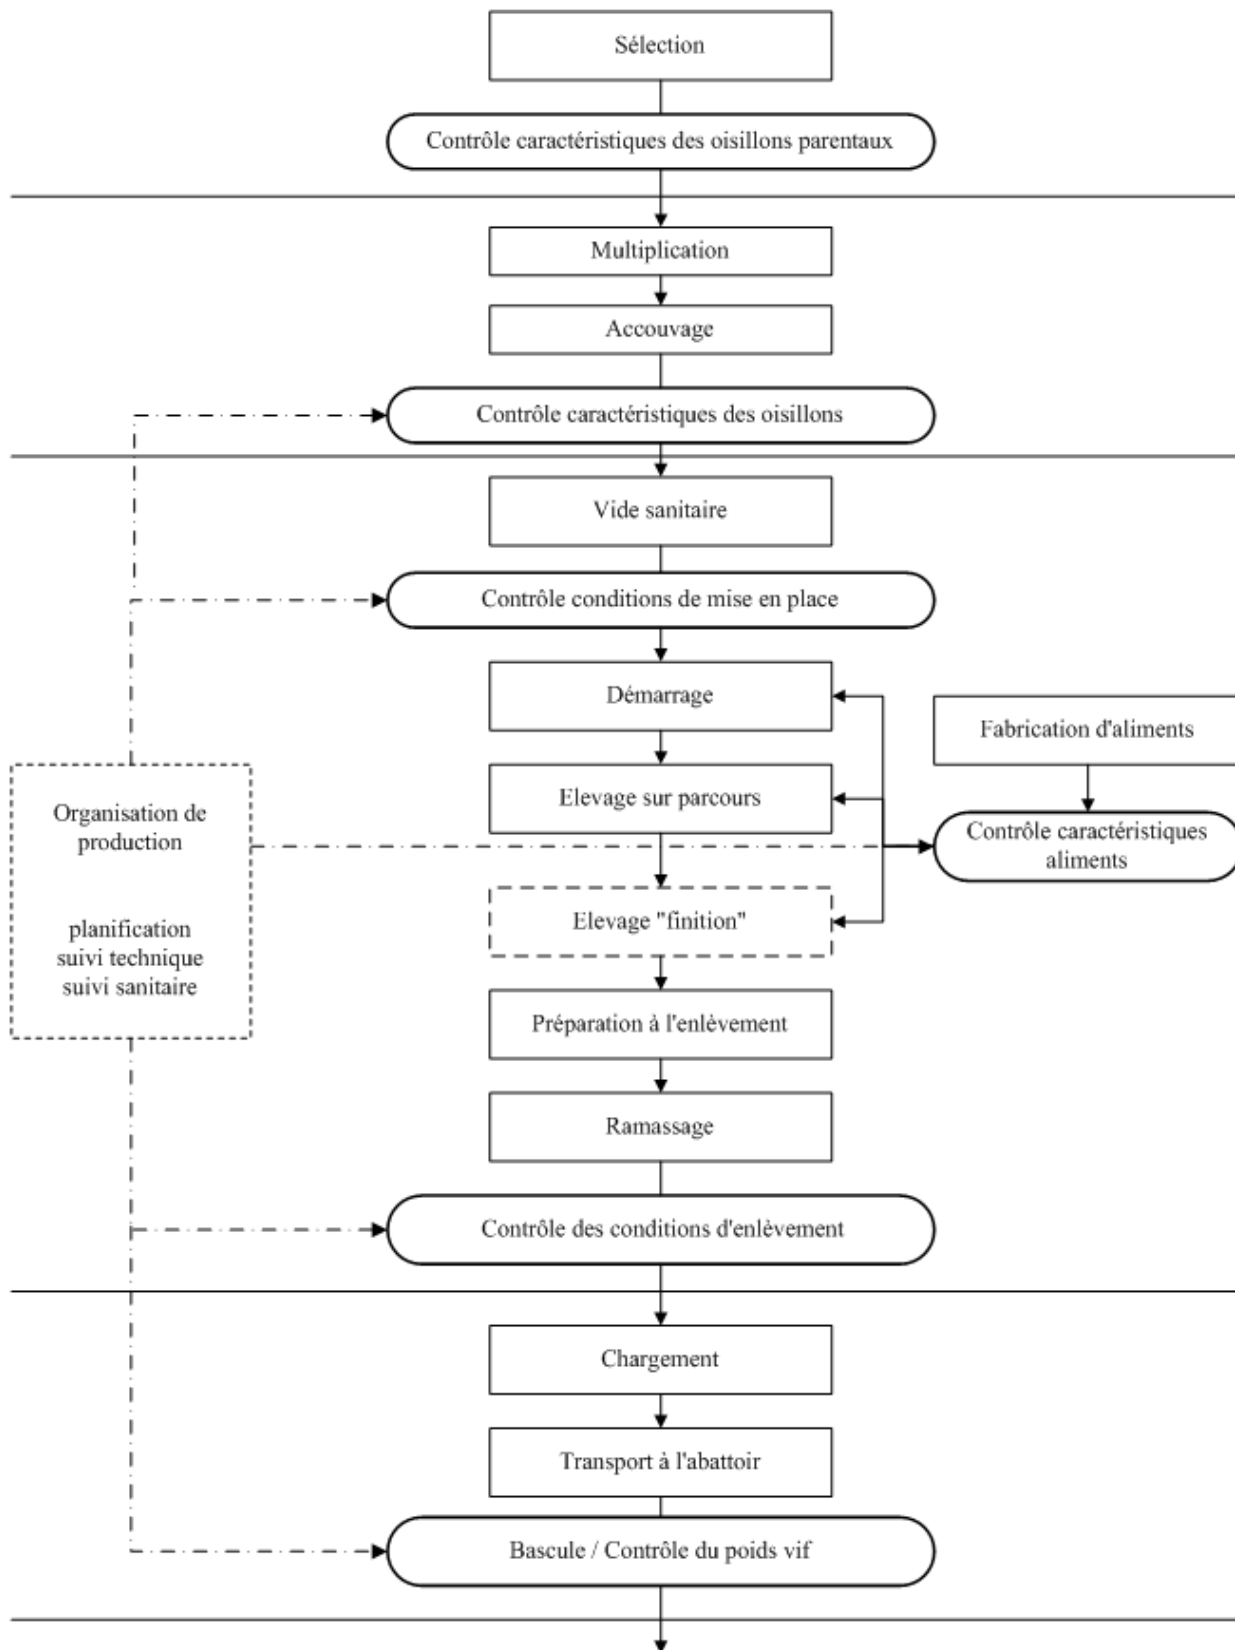 Sélection
Contrôle caractéristiques des oisillons parentaux
Multiplication
Accouvage
Contrôle caractéristiques des oisillons
Vide sanitaire
Contrôle conditions de mise en place
Démarrage
Fabrication d'aliments
Elevage sur parcours
Contrôle caractéristiques
aliments
Organisation de
production
planification
suivi technique
suivi sanitaire
Elevage "finition"
Préparation à l'enlèvement
Ramassage
Contrôle des conditions d'enlèvement
Chargement
Transport à l'abattoir
Bascule / Contrôle du poids vif